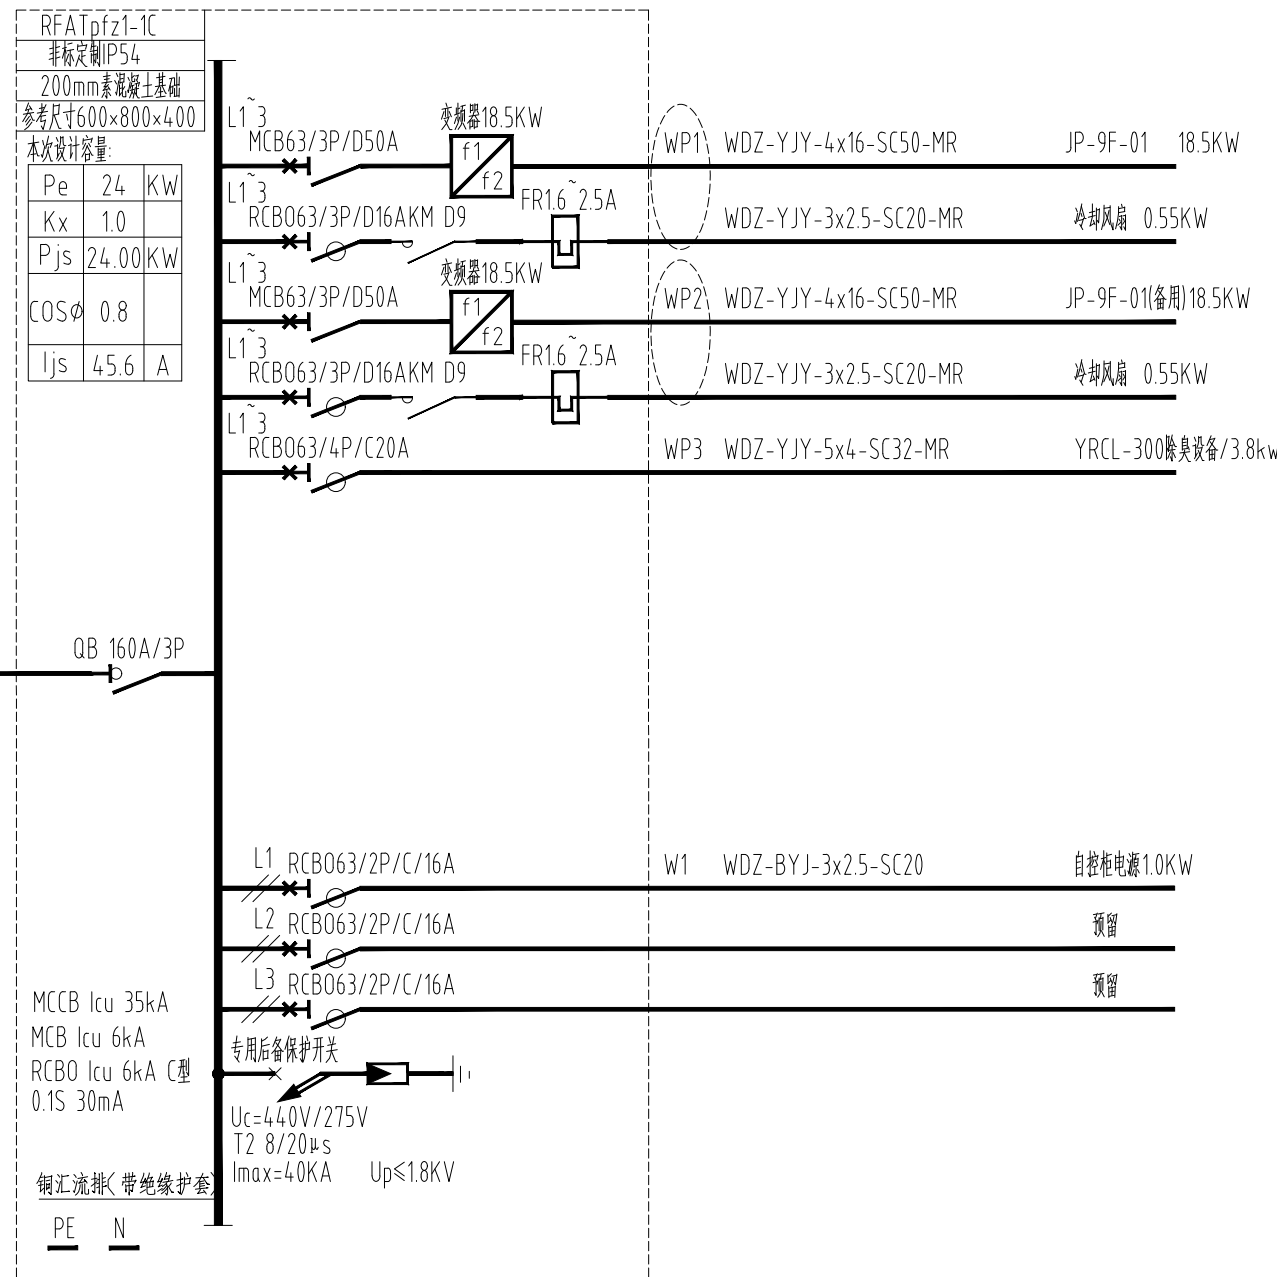 RFATpfz1-1C
非标定制IP54
200mm素混凝土基础
参考尺寸600×800×400
本次设计容量:
Pe 24 KW
Kx 1.0
Pjs 24.00 KW
COSØ 0.8
Ijs 45.6 A
L1~3
MCB63/3P/D50A
变频器18.5KW
f1
f2
WP1 WDZ-YJY-4x16-SC50-MR JP-9F-01 18.5KW
L1~3
RCBO63/3P/D16AKM D9
FR1.6~2.5A
WDZ-YJY-3x2.5-SC20-MR 冷却风扇 0.55KW
L1~3
MCB63/3P/D50A
变频器18.5KW
f1
f2
WP2 WDZ-YJY-4x16-SC50-MR JP-9F-01(备用)18.5KW
L1~3
RCBO63/3P/D16AKM D9
FR1.6~2.5A
WDZ-YJY-3x2.5-SC20-MR 冷却风扇 0.55KW
L1~3
RCBO63/4P/C20A
WP3 WDZ-YJY-5x4-SC32-MR YRCL-300除臭设备/3.8kw
QB 160A/3P
L1 RCBO63/2P/C/16A W1 WDZ-BYJ-3x2.5-SC20 自控柜电源1.0KW
L2 RCBO63/2P/C/16A 预留
L3 RCBO63/2P/C/16A 预留
MCCB Icu 35kA
MCB Icu 6kA
RCBO Icu 6kA C型
0.1S 30mA
专用后备保护开关
Uc=440V/275V
T2 8/20μs
Imax=40KA Up≤1.8KV
铜汇流排(带绝缘护套)
PE N